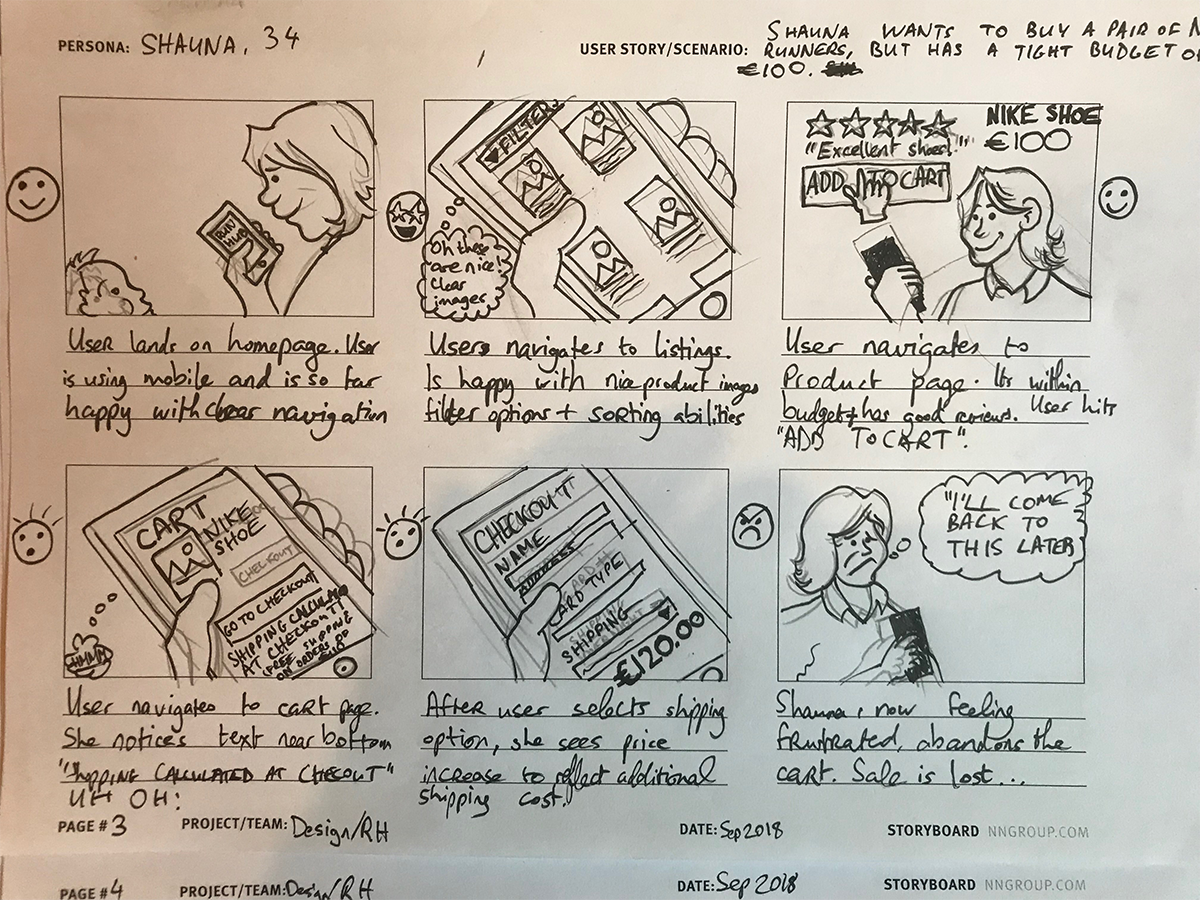 PERSONA: SHAUNA, 34
USER STORY/SCENARIO: SHAUNA WANTS TO BUY A PAIR OF N
RUNNERS, BUT HAS A TIGHT BUDGET OF
€100.
RUN
HUB
FILTER
Oh these
are nice!
Clear
images
NIKE SHOE
€100
"Excellent shoes!"
ADD TO CART
User lands on homepage. User
is using mobile and is so far
happy with clear navigation
Users navigates to listings.
Is happy with nice product images
filter options + sorting abilities
User navigates to
Product page. Its within
budget + has good reviews. User hits
"ADD TO CART".
CART
NIKE
SHOE
CHECKOUT
GO TO CHECKOUT
SHIPPING CALCULATED
AT CHECKOUT!
(FREE SHIPPING
ON ORDERS OF
HMMM
CHECKOUT
NAME
ADDRESS
CARD TYPE
SHIPPING
€120.00
"I'LL COME
BACK TO
THIS LATER
User navigates to cart page.
She notices text near bottom
"Shopping CALCULATED AT CHECKOUT"
UH OH!
After user selects shipping
option, she sees price
increase to reflect additional
shipping cost.
Shauna, now feeling
frustrated, abandons the
cart. Sale is lost...
PAGE # 3 PROJECT/TEAM: Design/RH DATE: Sep 2018 STORYBOARD NNGROUP.COM
PAGE # 4 PROJECT/TEAM: Design/RH DATE: Sep 2018 STORYBOARD NNGROUP.COM